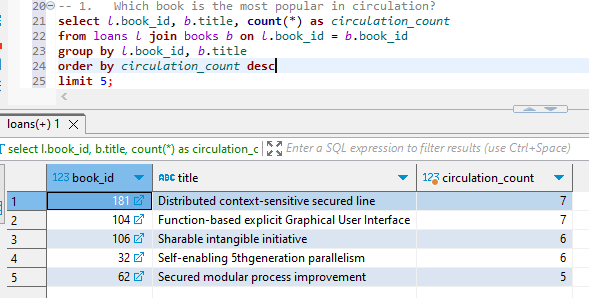 20 -- 1. Which book is the most popular in circulation?
21 select l.book_id, b.title, count(*) as circulation_count
22 from loans l join books b on l.book_id = b.book_id
23 group by l.book_id, b.title
24 order by circulation_count desc
25 limit 5;
loans(+) 1
select l.book_id, b.title, count(*) as circulation_c Enter a SQL expression to filter results (use Ctrl+Space)
123 book_id ABC title 123 circulation_count
1 181 Distributed context-sensitive secured line 7
2 104 Function-based explicit Graphical User Interface 7
3 106 Sharable intangible initiative 6
4 32 Self-enabling 5thgeneration parallelism 6
5 62 Secured modular process improvement 5